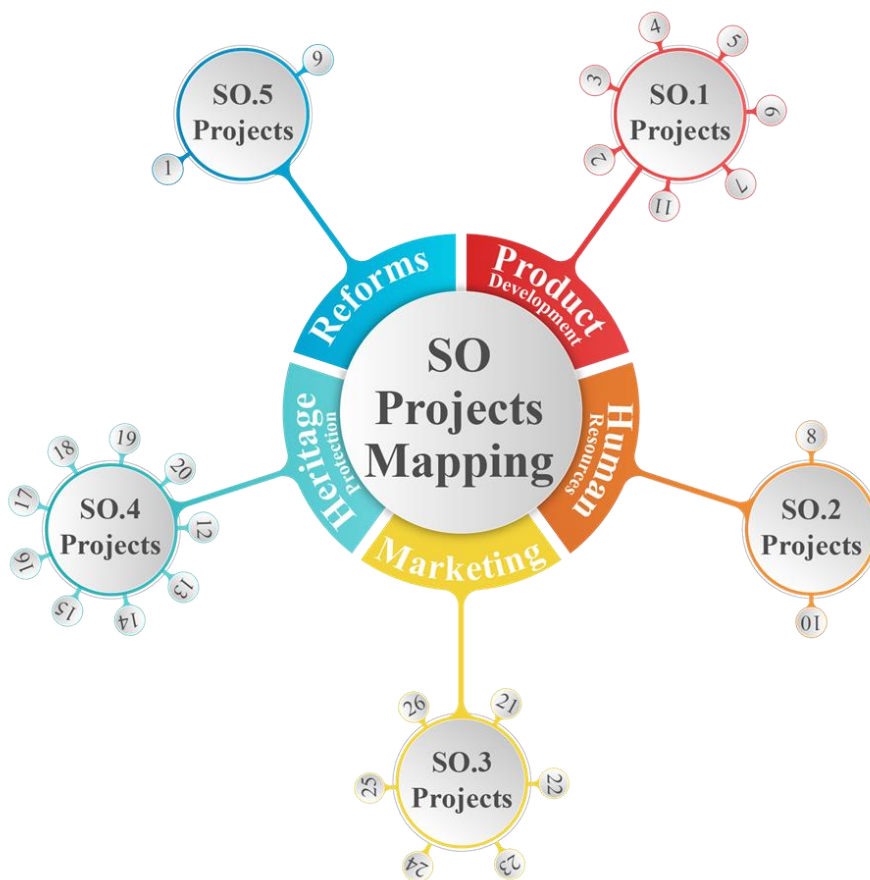 SO
Projects
Mapping
Product
Development
SO.1
Projects
2
3
4
5
6
7
11
Human
Resources
SO.2
Projects
8
10
Marketing
SO.3
Projects
21
22
23
24
25
26
Heritage
Protection
SO.4
Projects
12
13
14
15
16
17
18
19
20
Reforms
SO.5
Projects
1
9